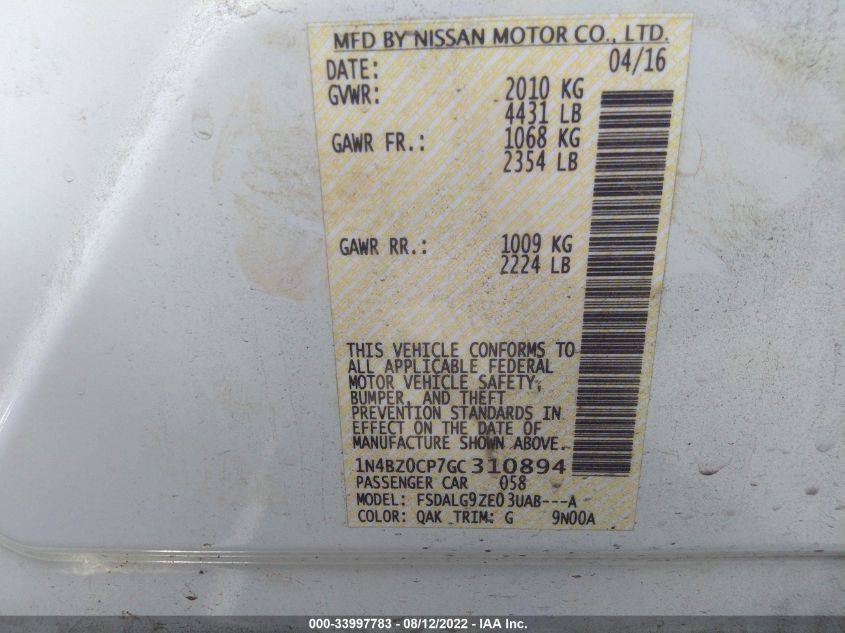 MFD BY NISSAN MOTOR CO., LTD.
DATE: 04/16
GVWR: 2010 KG
4431 LB
GAWR FR.: 1068 KG
2354 LB
GAWR RR.: 1009 KG
2224 LB
THIS VEHICLE CONFORMS TO
ALL APPLICABLE FEDERAL
MOTOR VEHICLE SAFETY,
BUMPER, AND THEFT
PREVENTION STANDARDS IN
EFFECT ON THE DATE OF
MANUFACTURE SHOWN ABOVE.
1N4BZ0CP7GC310894
PASSENGER CAR 058
MODEL: FSDALG9ZE03UAB---A
COLOR: QAK TRIM: G 9N00A
000-33997783 - 08/12/2022 - IAA Inc.